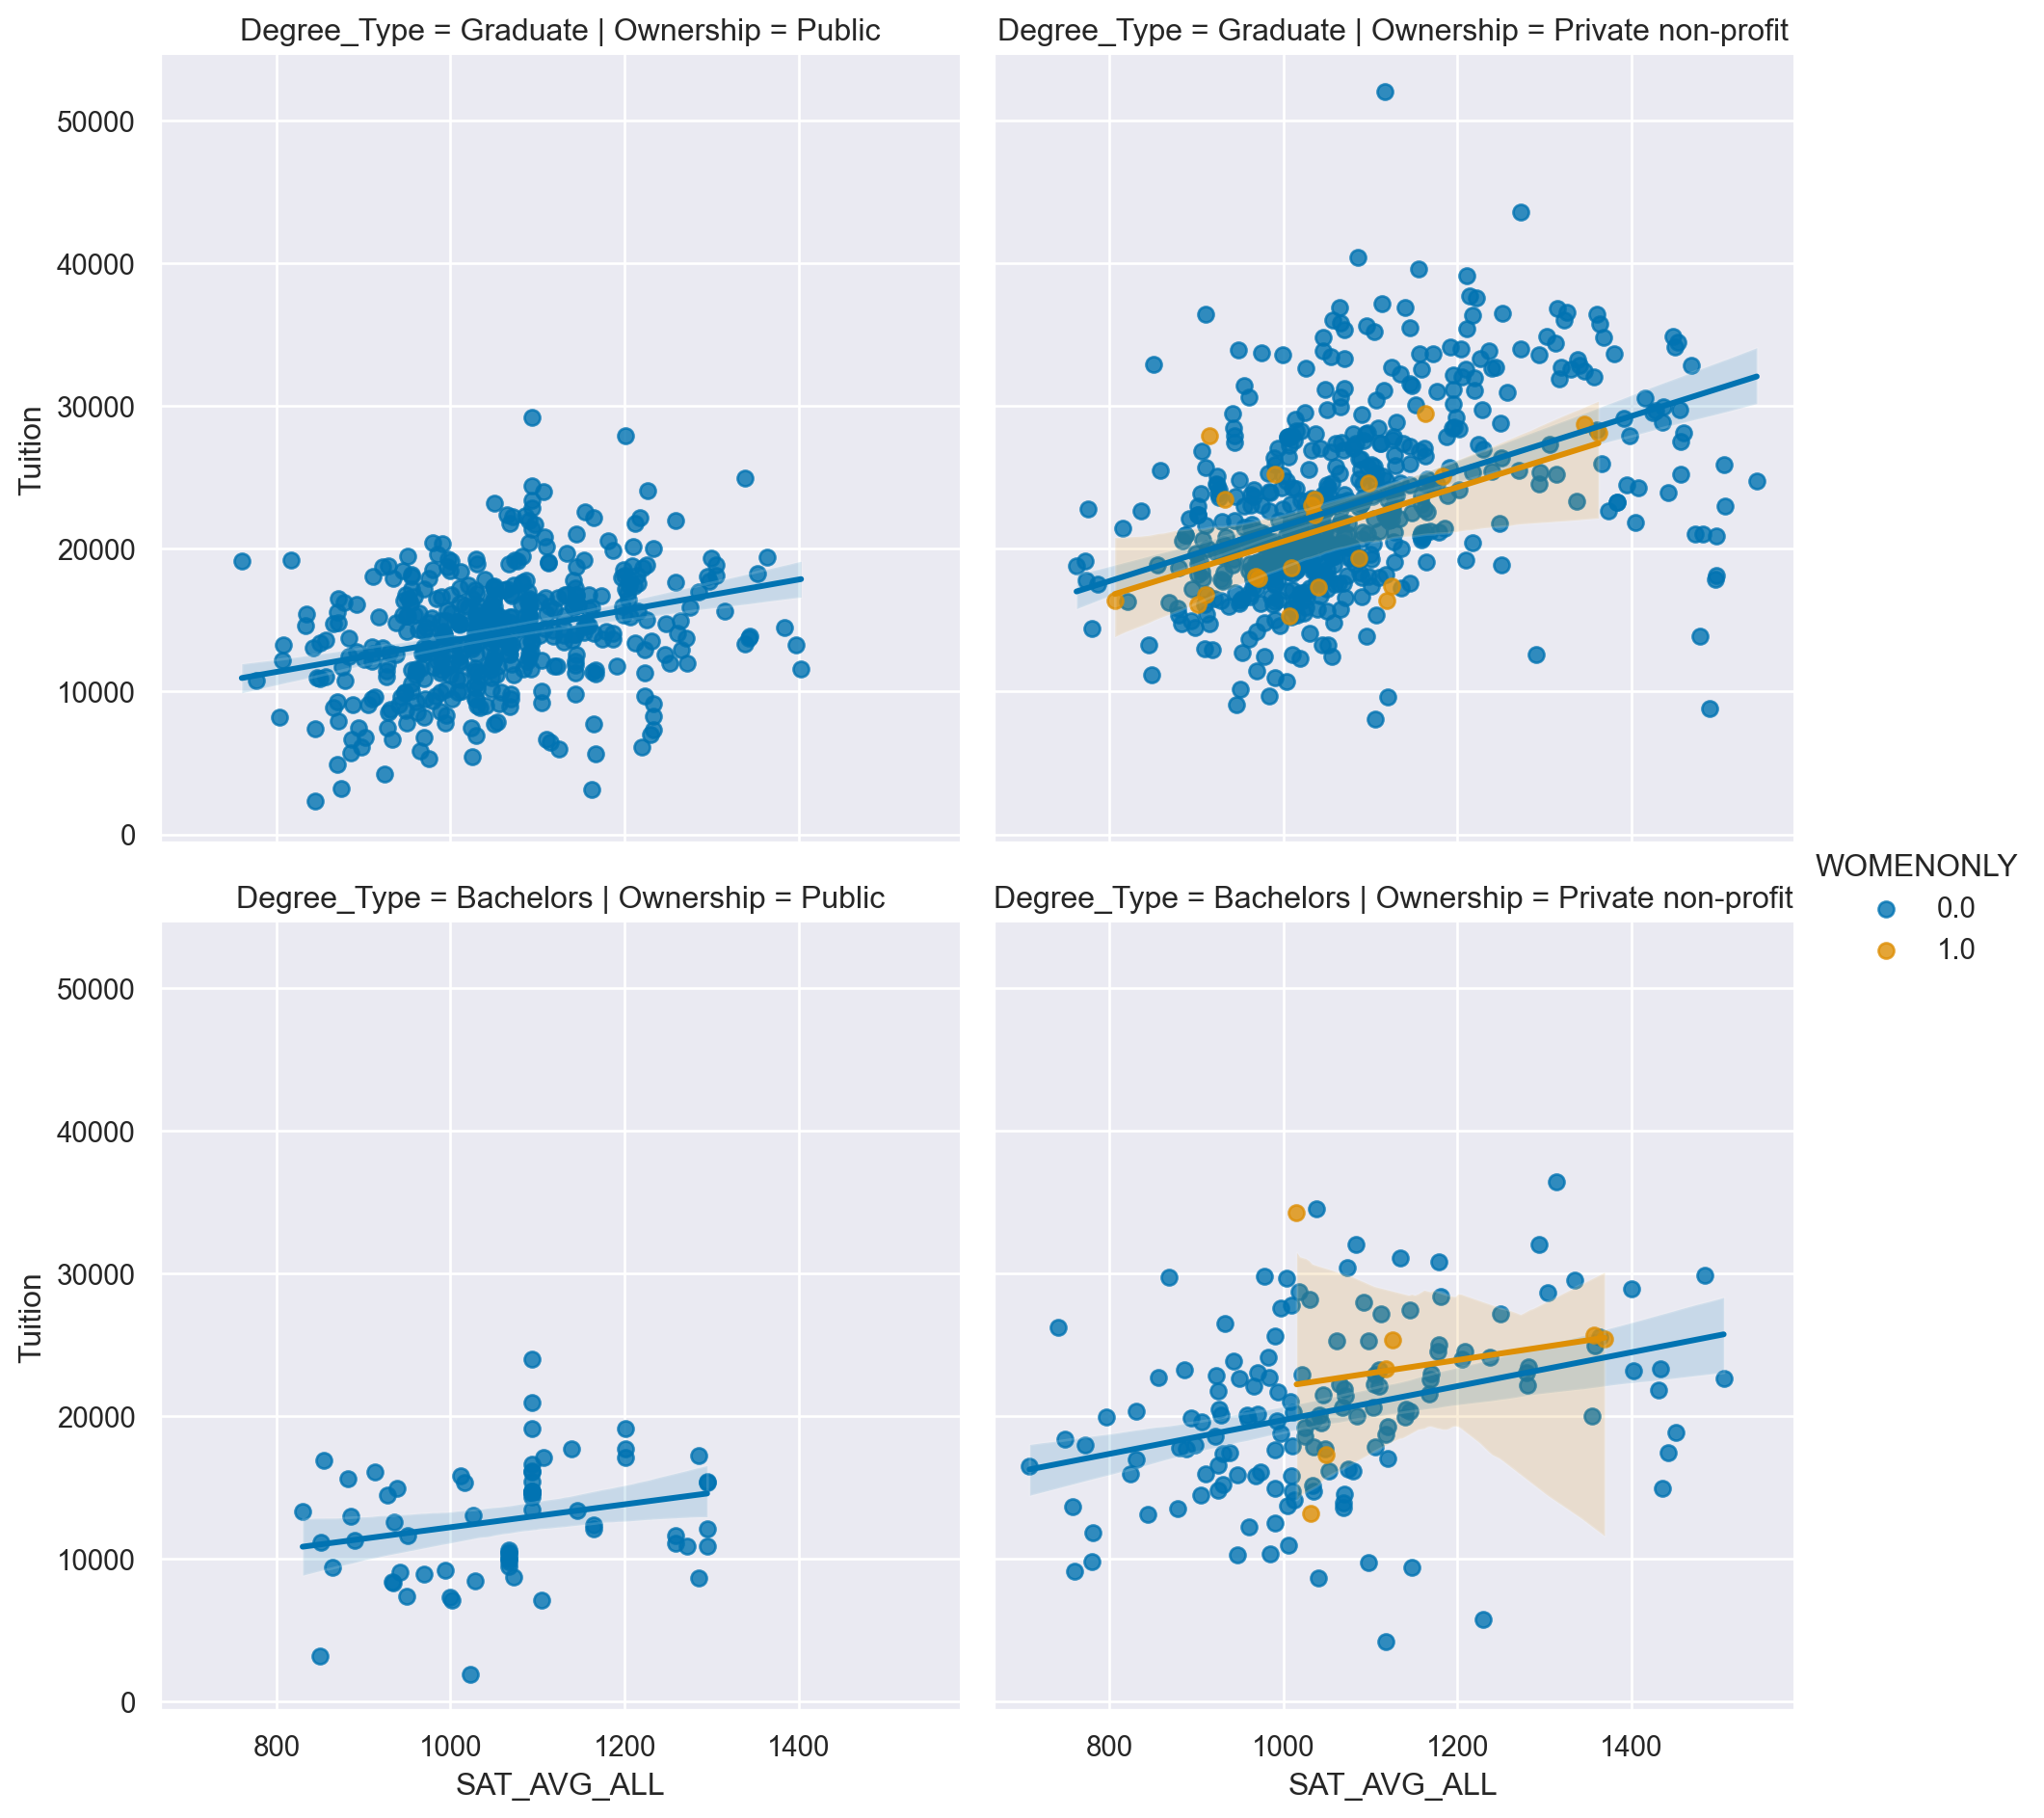 Degree_Type = Graduate | Ownership = Public
Degree_Type = Graduate | Ownership = Private non-profit
50000
40000
30000
20000
10000
0
Tuition
WOMENONLY
0.0
1.0
Degree_Type = Bachelors | Ownership = Public
Degree_Type = Bachelors | Ownership = Private non-profit
50000
40000
30000
20000
10000
0
Tuition
800 1000 1200 1400
SAT_AVG_ALL
800 1000 1200 1400
SAT_AVG_ALL